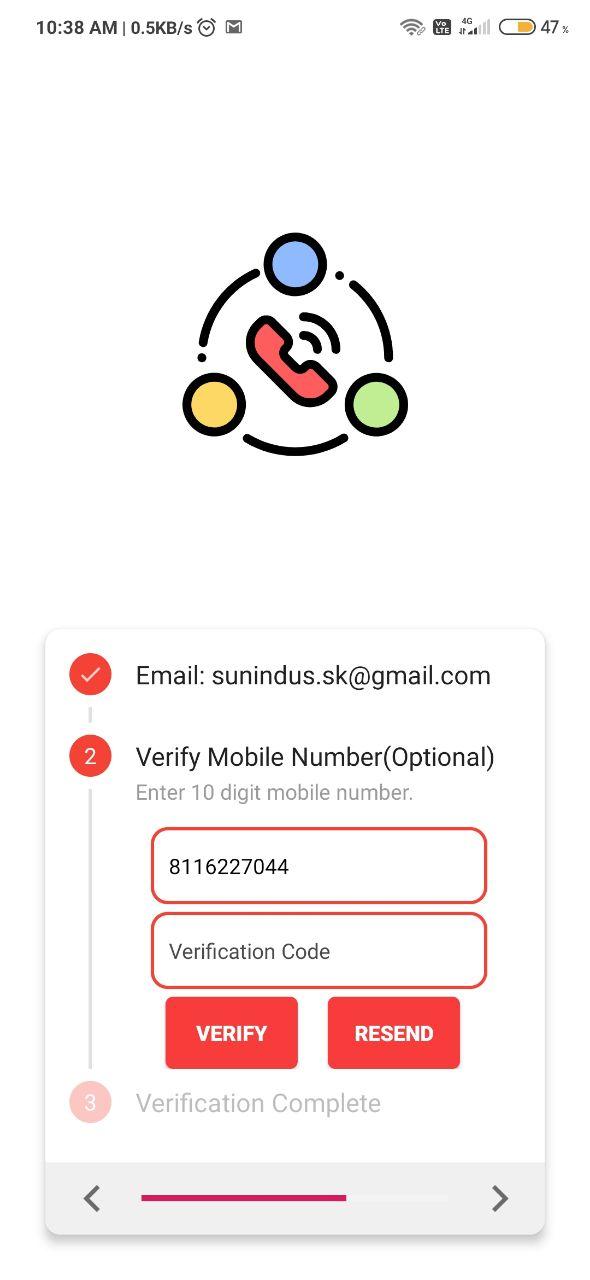 10:38 AM | 0.5KB/s
Vo LTE
4G
47 %
Email: sunindus.sk@gmail.com
2
Verify Mobile Number(Optional)
Enter 10 digit mobile number.
8116227044
Verification Code
VERIFY
RESEND
3
Verification Complete